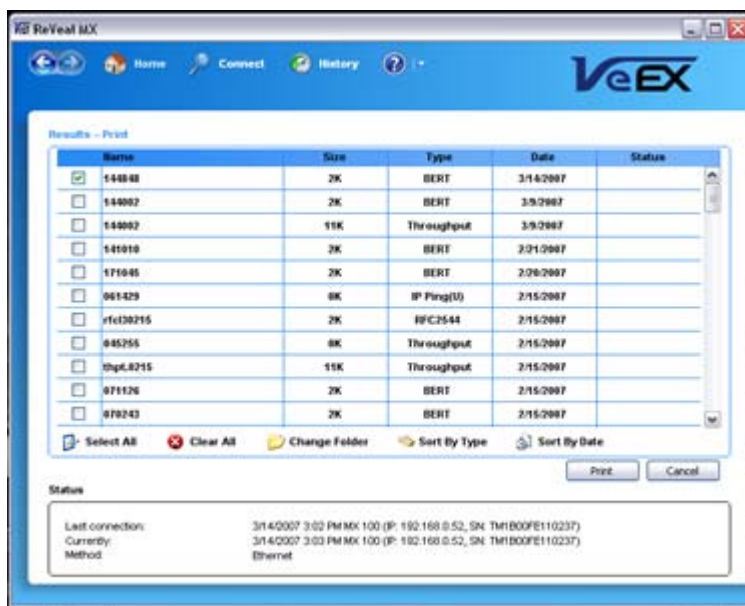 ReVeal MX
Home Connect History ?
VeEX
Results - Print
Name Size Type Date Status
144848 2K BERT 3/14/2007
144002 2K BERT 3/9/2007
144002 11K Throughput 3/9/2007
141010 2K BERT 2/21/2007
171045 2K BERT 2/20/2007
061429 0K IP Ping(U) 2/15/2007
rfcl30215 2K RFC2544 2/15/2007
045255 0K Throughput 2/15/2007
thpt.0215 11K Throughput 2/15/2007
071126 2K BERT 2/15/2007
070243 2K BERT 2/15/2007
Select All Clear All Change Folder Sort By Type Sort By Date
Print Cancel
Status
Last connection: 3/14/2007 3:02 PM MX 100 (IP: 192.168.0.52, SN: TM1B00FE110237)
Currently: 3/14/2007 3:03 PM MX 100 (IP: 192.168.0.52, SN: TM1B00FE110237)
Method: Ethernet